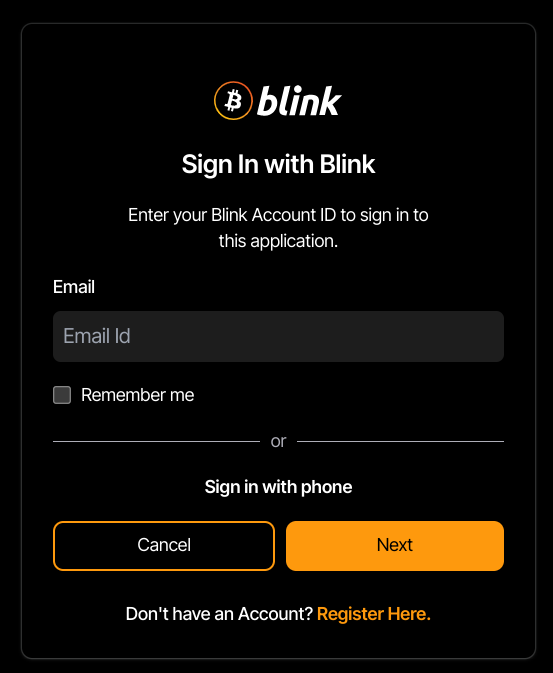 blink
Sign In with Blink
Enter your Blink Account ID to sign in to
this application.
Email
Email Id
Remember me
or
Sign in with phone
Cancel
Next
Don't have an Account? Register Here.